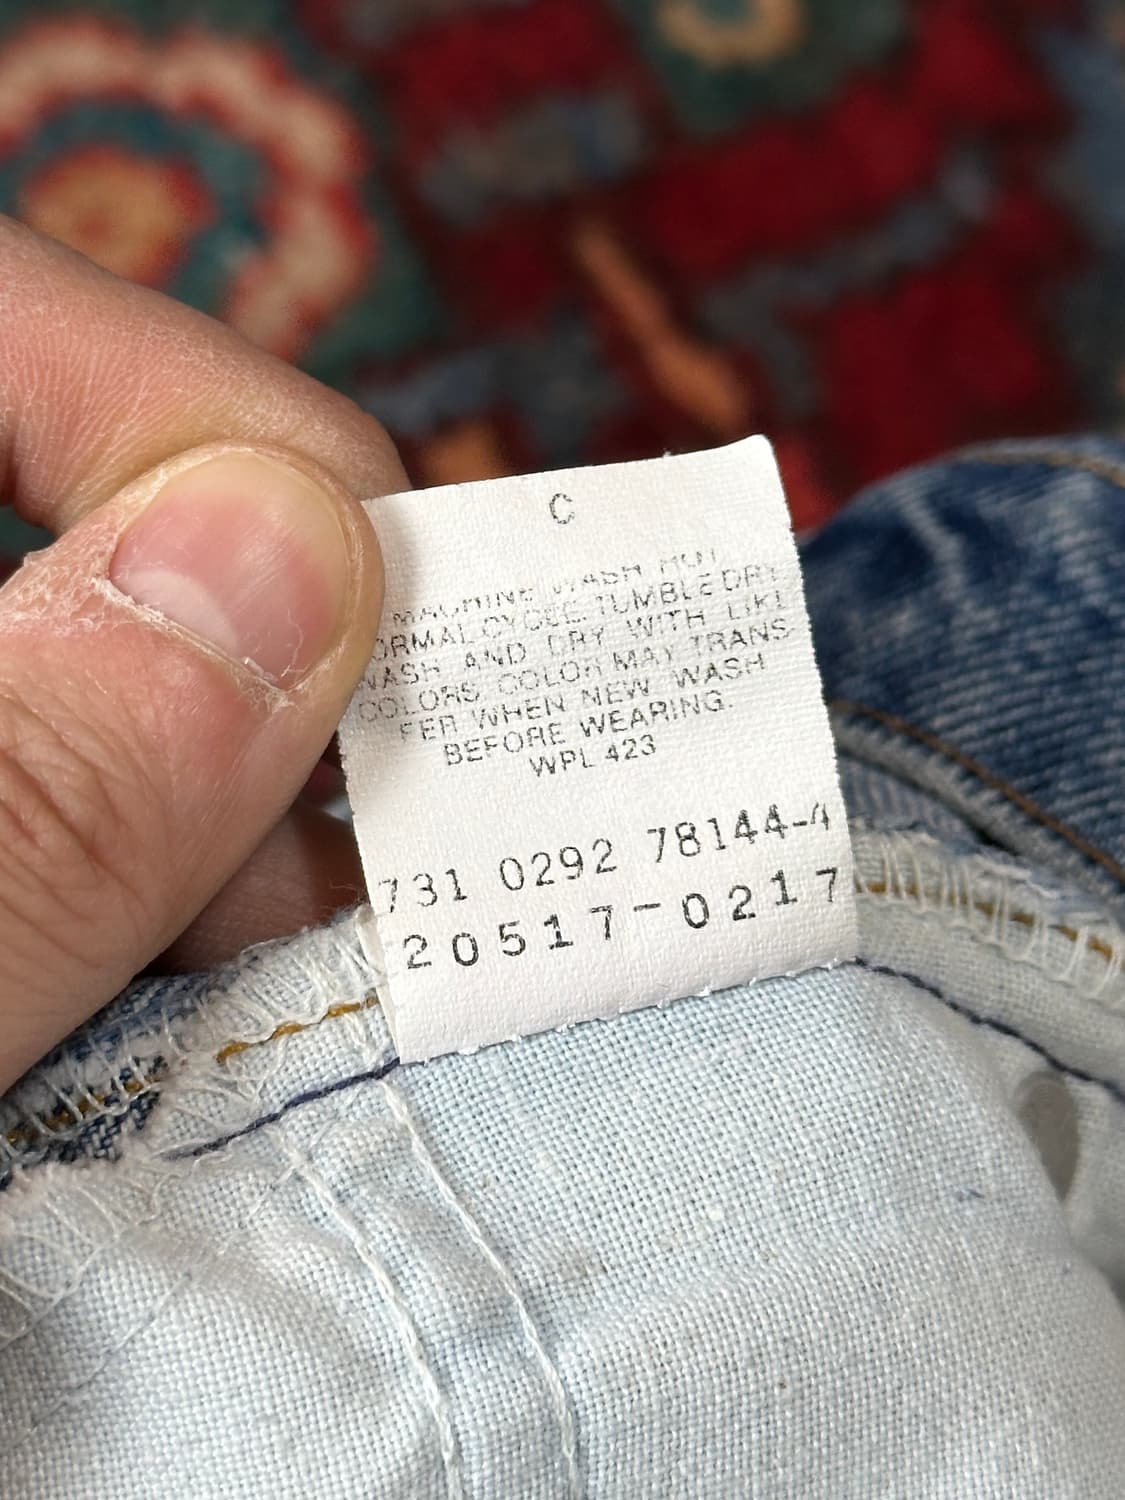 C
MACHINE WASH HOT
ORMAL CYCLE. TUMBLE DRY
WASH AND DRY WITH LIKE
COLORS COLOR MAY TRANS
FER WHEN NEW WASH
BEFORE WEARING.
WPL 423
731 0292 78144-4
20517-0217